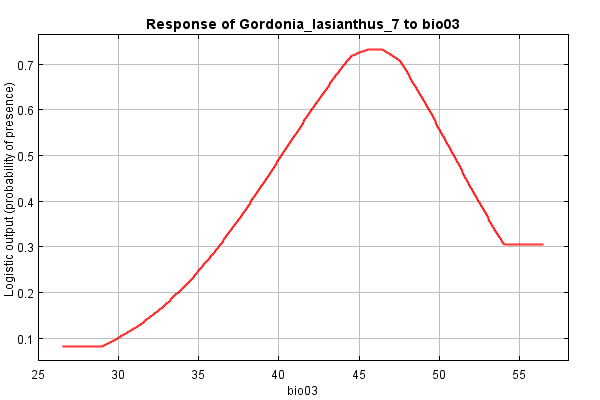 Response of Gordonia_lasianthus_7 to bio03
Logistic output (probability of presence)
0.7
0.6
0.5
0.4
0.3
0.2
0.1
25 30 35 40 45 50 55
bio03